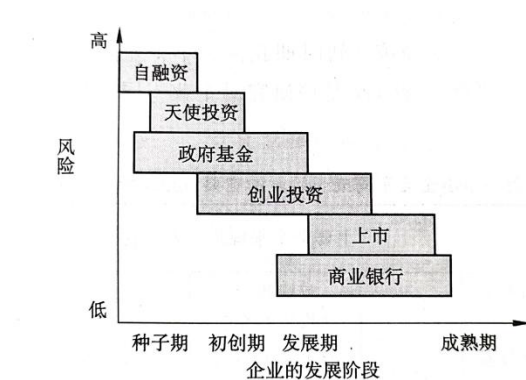 高
自融资
天使投资
政府基金
风险
创业投资
上市
商业银行
低
种子期 初创期 发展期 成熟期
企业的发展阶段